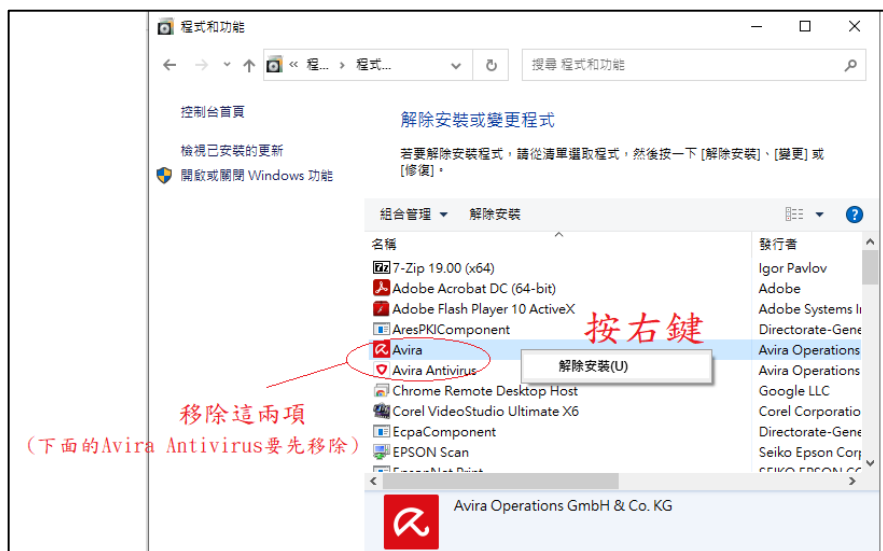 程式和功能
« 程... › 程式...
搜尋 程式和功能
控制台首頁
檢視已安裝的更新
開啟或關閉 Windows 功能
解除安裝或變更程式
若要解除安裝程式，請從清單選取程式，然後按一下 [解除安裝]、[變更] 或
[修復]。
組合管理 解除安裝
名稱 發行者
7-Zip 19.00 (x64) Igor Pavlov
Adobe Acrobat DC (64-bit) Adobe
Adobe Flash Player 10 ActiveX Adobe Systems
按右鍵
AresPKIComponent Directorate-Gene
Avira Avira Operations
解除安裝(U)
Avira Antivirus Avira Operations
Chrome Remote Desktop Host Google LLC
Corel VideoStudio Ultimate X6 Corel Corporatio
EcpaComponent Directorate-Gene
EPSON Scan Seiko Epson Corp
移除這兩項
(下面的Avira Antivirus要先移除)
Avira Operations GmbH & Co. KG